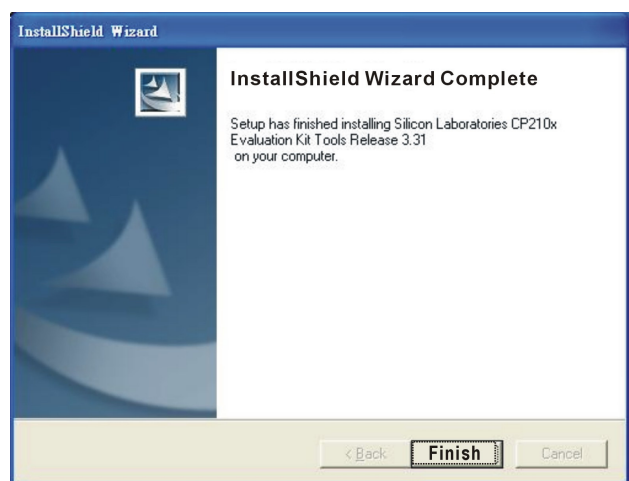 InstallShield Wizard
InstallShield Wizard Complete
Setup has finished installing Silicon Laboratories CP210x
Evaluation Kit Tools Release 3.31
on your computer.
< Back
Finish
Cancel